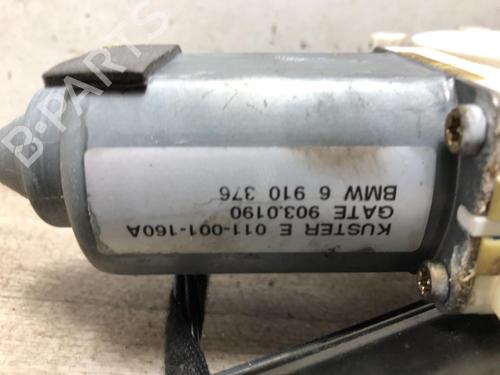 KUSTER E 011-001-160A
GATE 903.0190
BMW 6 910 376
B-PARTS